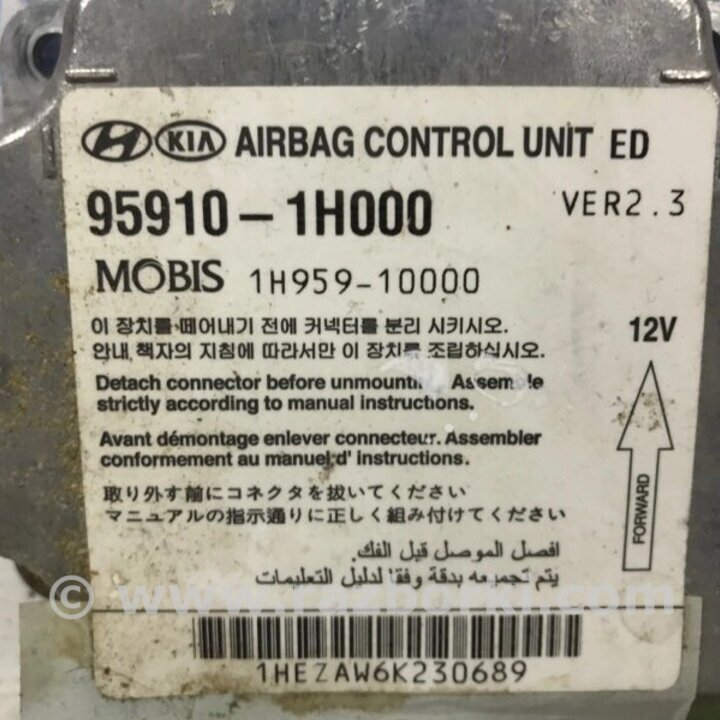 KIA AIRBAG CONTROL UNIT ED
95910-1H000 VER2.3
MOBIS 1H959-10000
이 장치를 떼어내기 전에 커넥터를 분리 시키시오.
안내 책자의 지침에 따라서만 이 장치를 조립하십시오.
12V
Detach connector before
strictly according to manual instructions.
Avant démontage enlever connecteur. Assembler
conformement au manuel d' instructions.
FORWARD
取り外す前にコネクタを抜いてください
マニュアルの指示通りに正しく組み付けてください
افصل الموصل قبل الفك.
يتم تجميعه بدقة وفقا لدليل التعليمات
© www.razborki.com
1HEZAW6K230689